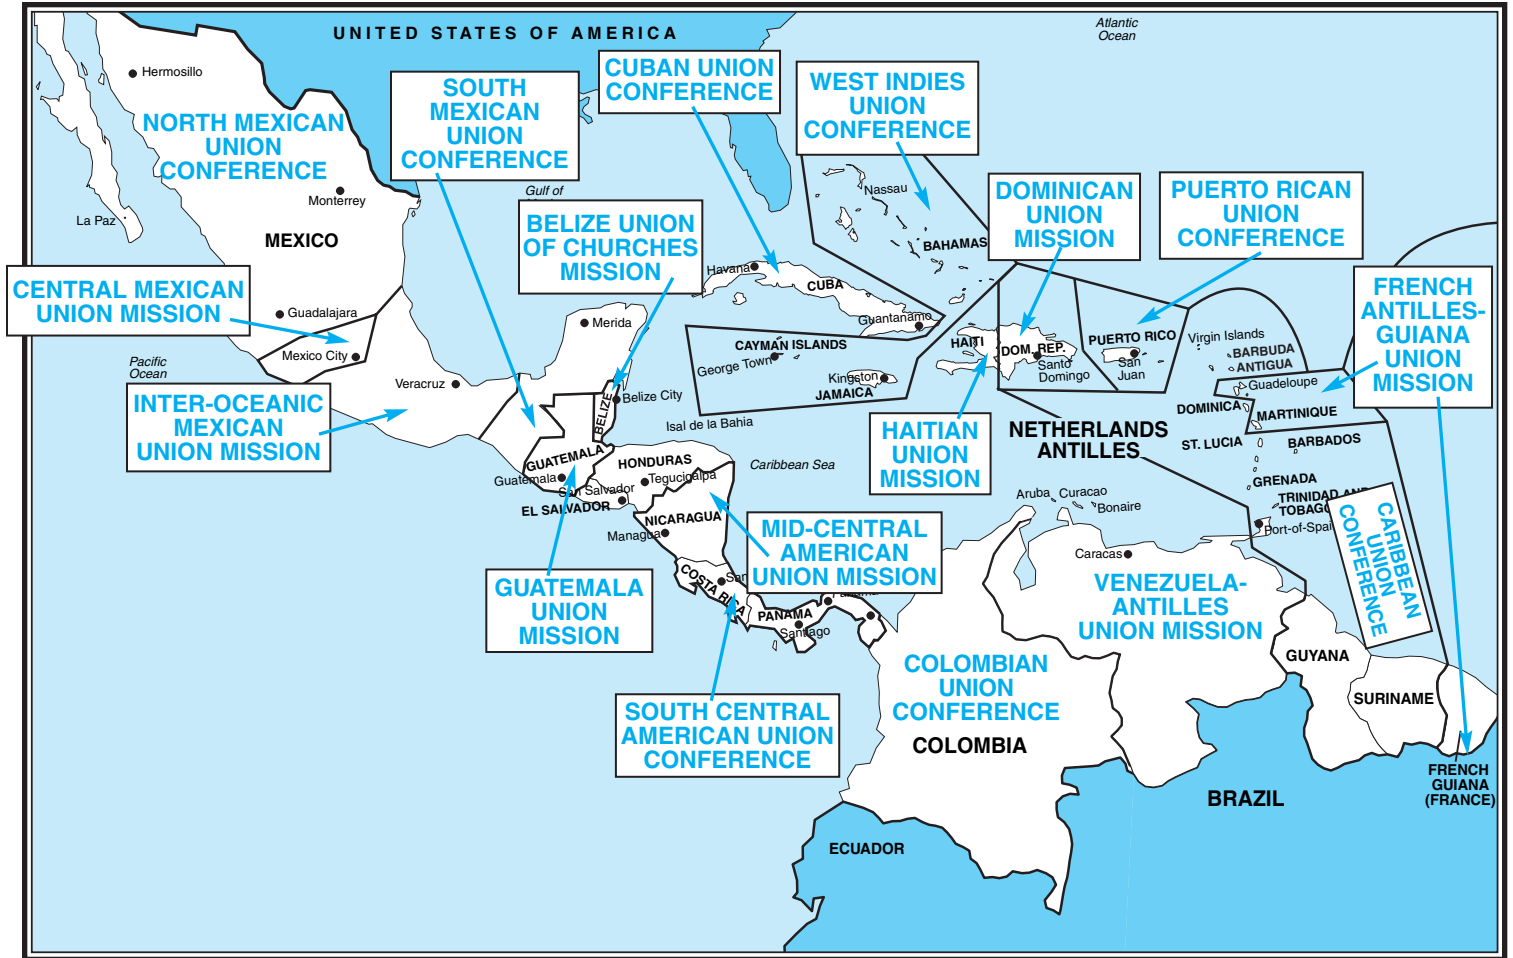 UNITED STATES OF AMERICA
Atlantic
Ocean
Hermosillo
NORTH MEXICAN
UNION
CONFERENCE
Monterrey
La Paz
MEXICO
SOUTH
MEXICAN
UNION
CONFERENCE
CUBAN UNION
CONFERENCE
WEST INDIES
UNION
CONFERENCE
Gulf of
Nassau
BAHAMAS
DOMINICAN
UNION
MISSION
PUERTO RICAN
UNION
CONFERENCE
BELIZE UNION
OF CHURCHES
MISSION
Havana
CUBA
Guantanamo
CENTRAL MEXICAN
UNION MISSION
Guadalajara
Mexico City
Merida
FRENCH
ANTILLES-
GUIANA
UNION
MISSION
CAYMAN ISLANDS
George Town
Kingston
JAMAICA
HAITI
DOM. REP.
Santo
Domingo
PUERTO RICO
San
Juan
Virgin Islands
BARBUDA
ANTIGUA
Guadeloupe
Pacific
Ocean
Veracruz
INTER-OCEANIC
MEXICAN
UNION MISSION
BELIZE
Belize City
Isal de la Bahia
DOMINICA
MARTINIQUE
HAITIAN
UNION
MISSION
NETHERLANDS
ANTILLES
ST. LUCIA
BARBADOS
GUATEMALA
Guatemala
HONDURAS
Tegucigalpa
Caribbean Sea
San Salvador
EL SALVADOR
GRENADA
TRINIDAD AND
TOBAGO
Port-of-Spai
Aruba
Curacao
Bonaire
NICARAGUA
Managua
MID-CENTRAL
AMERICAN
UNION MISSION
CARIBBEAN
UNION
CONFERENCE
Caracas
COSTA RICA
San
GUATEMALA
UNION
MISSION
VENEZUELA-
ANTILLES
UNION MISSION
PANAMA
Panama
Santiago
GUYANA
COLOMBIAN
UNION
CONFERENCE
COLOMBIA
SURINAME
SOUTH CENTRAL
AMERICAN UNION
CONFERENCE
FRENCH
GUIANA
(FRANCE)
BRAZIL
ECUADOR